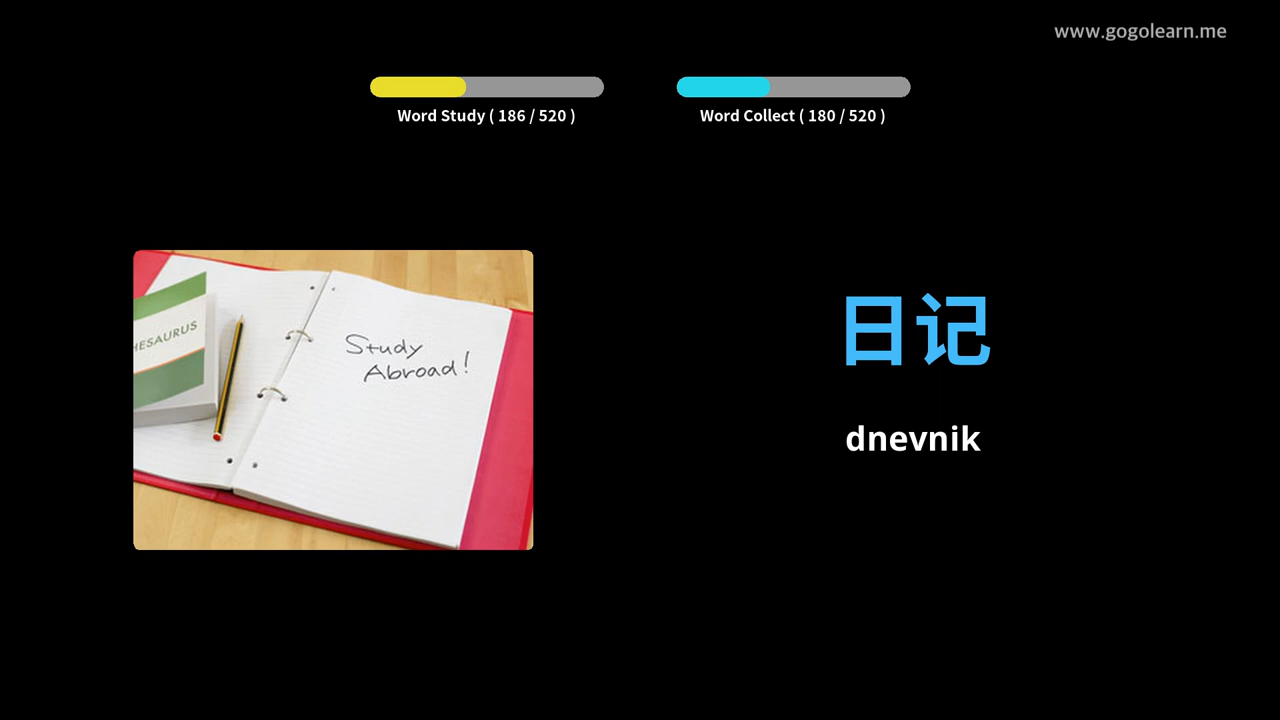 www.gogolearn.me
Word Study ( 186 / 520 )
Word Collect ( 180 / 520 )
HESAURUS
Study
Abroad!
日记
dnevnik